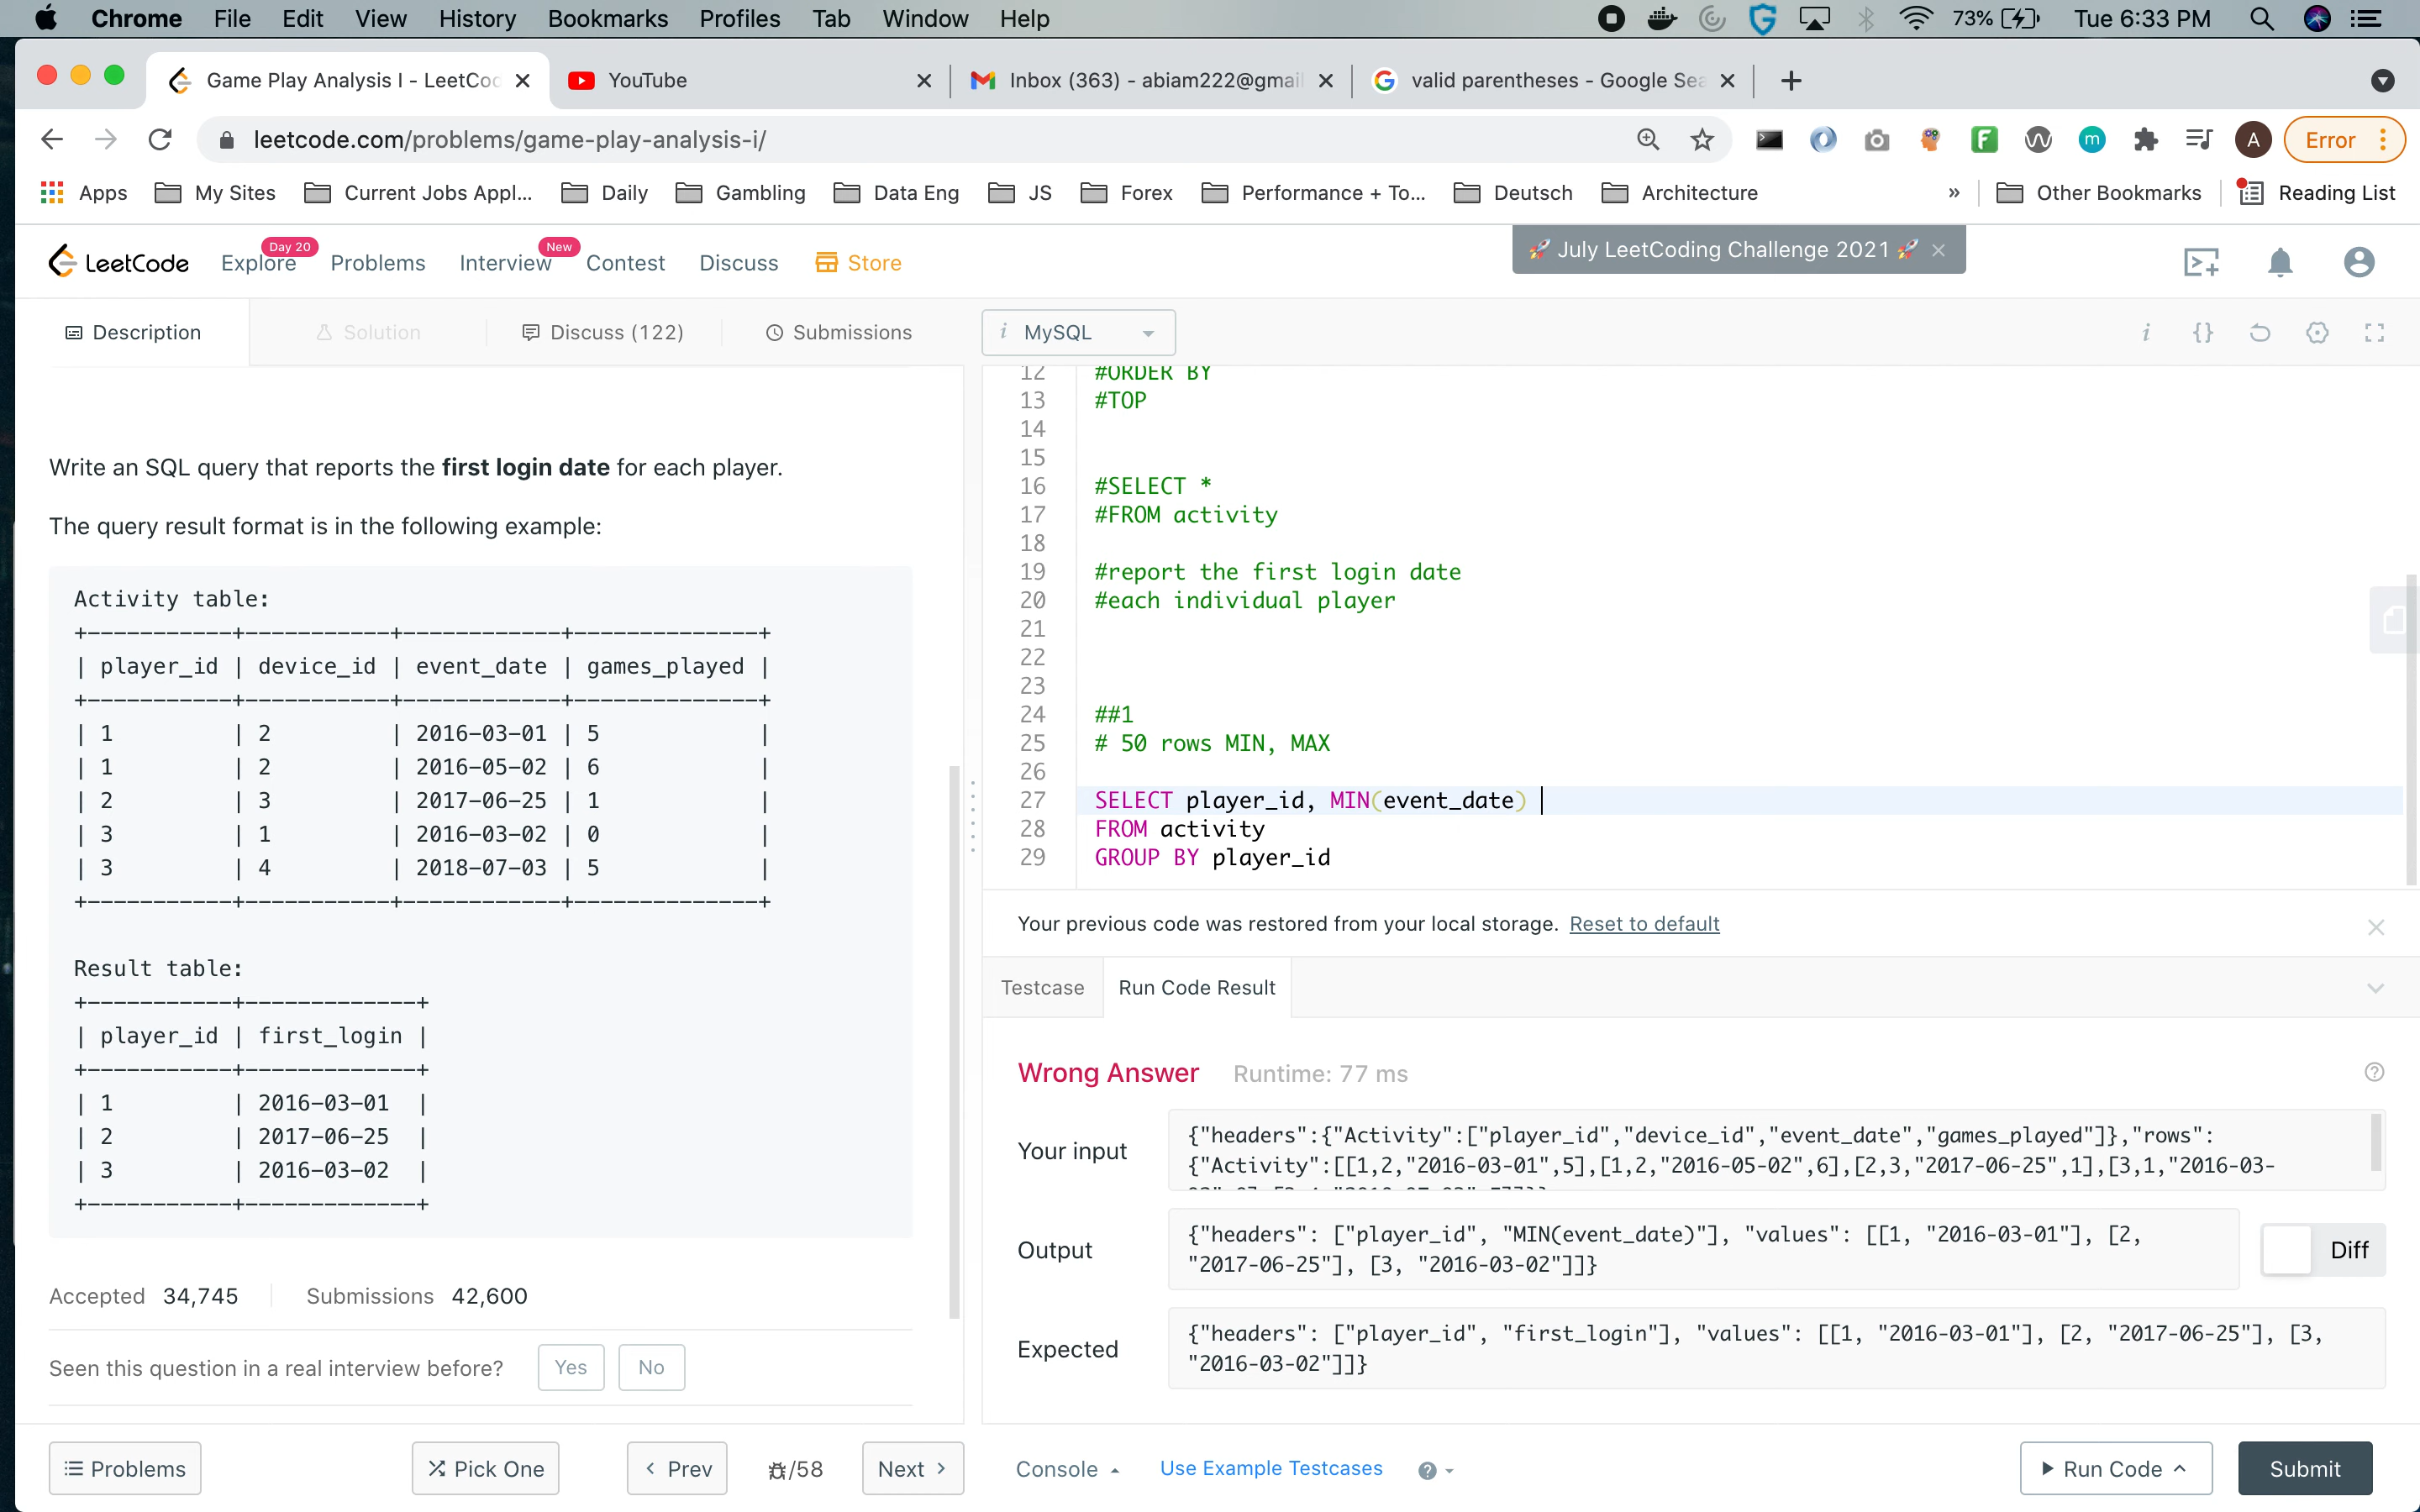 Chrome File Edit View History Bookmarks Profiles Tab Window Help 73% Tue 6:33 PM
Game Play Analysis I - LeetCoc YouTube Inbox (363) - abiam222@gmai valid parentheses - Google Sea
leetcode.com/problems/game-play-analysis-i/ F m A Error
Apps My Sites Current Jobs Appl... Daily Gambling Data Eng JS Forex Performance + To... Deutsch Architecture » Other Bookmarks Reading List
LeetCode Explore Day 20 Problems Interview New Contest Discuss Store 🚀 July LeetCoding Challenge 2021 🚀
Description Solution Discuss (122) Submissions i MySQL i {}
Write an SQL query that reports the first login date for each player.
The query result format is in the following example:
Activity table:
+-----------+-----------+------------+--------------+
| player_id | device_id | event_date | games_played |
+-----------+-----------+------------+--------------+
| 1         | 2         | 2016-03-01 | 5            |
| 1         | 2         | 2016-05-02 | 6            |
| 2         | 3         | 2017-06-25 | 1            |
| 3         | 1         | 2016-03-02 | 0            |
| 3         | 4         | 2018-07-03 | 5            |
+-----------+-----------+------------+--------------+
Result table:
+-----------+-------------+
| player_id | first_login |
+-----------+-------------+
| 1         | 2016-03-01  |
| 2         | 2017-06-25  |
| 3         | 2016-03-02  |
+-----------+-------------+
Accepted 34,745 Submissions 42,600
Seen this question in a real interview before? Yes No
Problems Pick One Prev /58 Next
12 #ORDER BY
13 #TOP
14
15
16 #SELECT *
17 #FROM activity
18
19 #report the first login date
20 #each individual player
21
22
23
24 ##1
25 # 50 rows MIN, MAX
26
27 SELECT player_id, MIN(event_date)
28 FROM activity
29 GROUP BY player_id
Your previous code was restored from your local storage. Reset to default
Testcase Run Code Result
Wrong Answer Runtime: 77 ms
Your input
{"headers":{"Activity":["player_id","device_id","event_date","games_played"]},"rows":
{"Activity":[[1,2,"2016-03-01",5],[1,2,"2016-05-02",6],[2,3,"2017-06-25",1],[3,1,"2016-03-
Output
{"headers": ["player_id", "MIN(event_date)"], "values": [[1, "2016-03-01"], [2,
"2017-06-25"], [3, "2016-03-02"]]}
Diff
Expected
{"headers": ["player_id", "first_login"], "values": [[1, "2016-03-01"], [2, "2017-06-25"], [3,
"2016-03-02"]]}
Console Use Example Testcases Run Code Submit